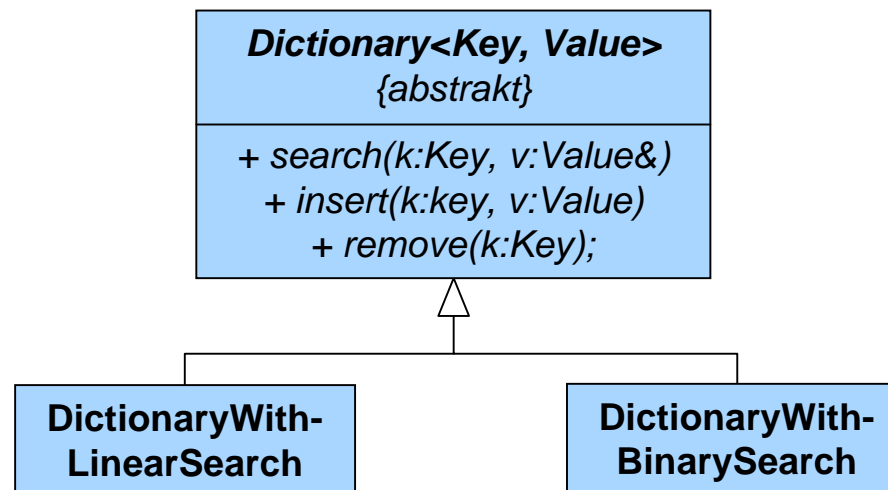 Dictionary<Key, Value>
{abstrakt}
+ search(k:Key, v:Value&)
+ insert(k:key, v:Value)
+ remove(k:Key);
DictionaryWith-
LinearSearch
DictionaryWith-
BinarySearch